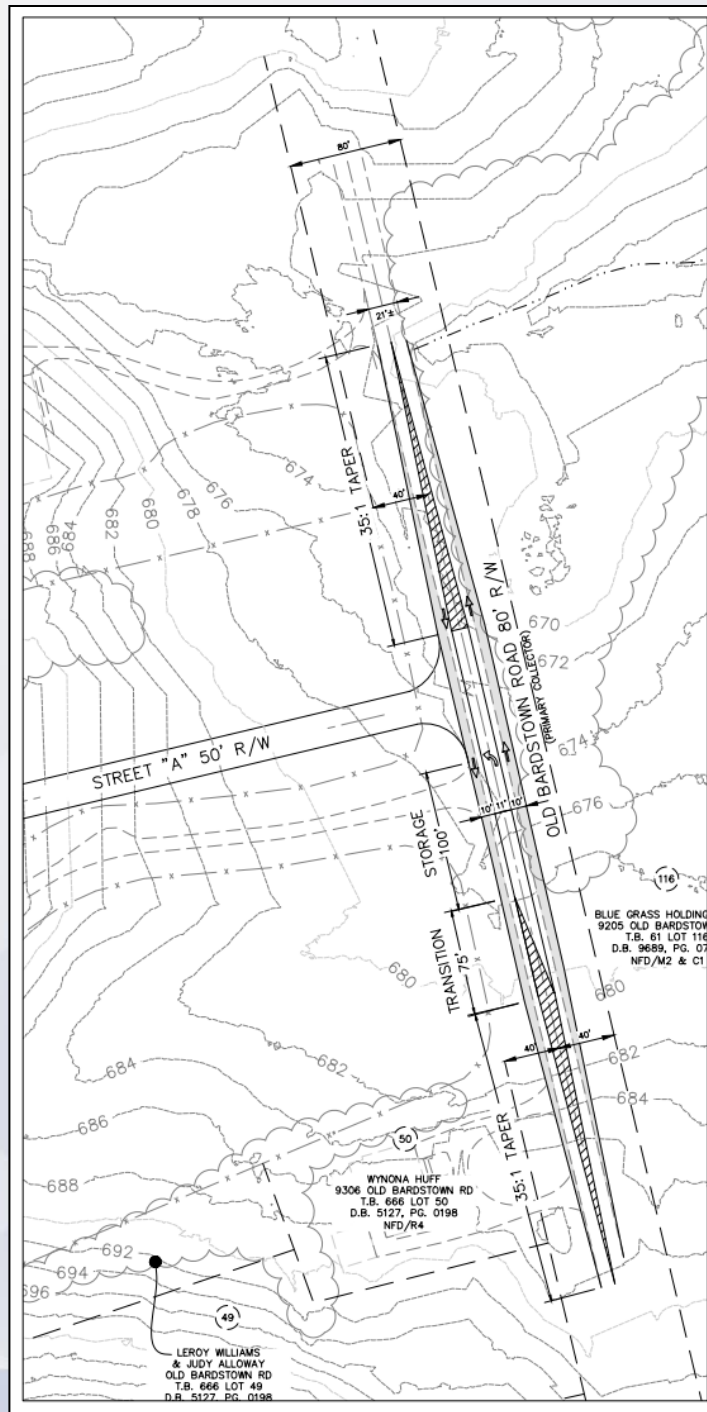 80'
21'±
35:1 TAPER
40'
674
676
678
680
682
684
686
688
OLD BARDSTOWN ROAD 80' R/W
(PRIMARY COLLECTOR)
670
672
674
676
STREET "A" 50' R/W
10' 11' 10'
STORAGE
100'
TRANSITION
75'
116
BLUE GRASS HOLDING
9205 OLD BARDSTOW
T.B. 61 LOT 116
D.B. 9689, PG. 07
NFD/M2 & C1
680
680
682
684
40'
40'
682
684
686
688
692
694
696
35:1 TAPER
50
WYNONA HUFF
9306 OLD BARDSTOWN RD
T.B. 666 LOT 50
D.B. 5127, PG. 0198
NFD/R4
49
LEROY WILLIAMS
& JUDY ALLOWAY
OLD BARDSTOWN RD
T.B. 666 LOT 49
D.B. 5127, PG. 0198